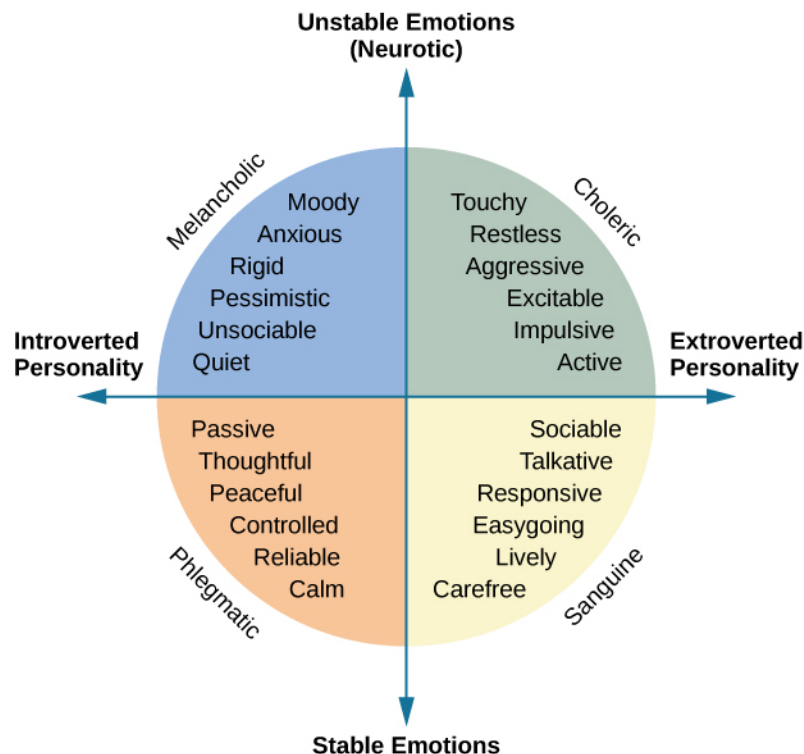 Unstable Emotions
(Neurotic)
Melancholic
Choleric
Moody
Anxious
Rigid
Pessimistic
Unsociable
Quiet
Touchy
Restless
Aggressive
Excitable
Impulsive
Active
Introverted
Personality
Extroverted
Personality
Passive
Thoughtful
Peaceful
Controlled
Reliable
Calm
Sociable
Talkative
Responsive
Easygoing
Lively
Carefree
Phlegmatic
Sanguine
Stable Emotions